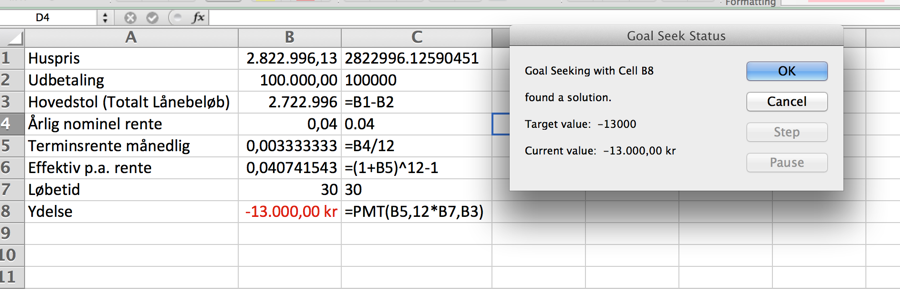 Formatting
D4 fx
A B C
1 Huspris 2.822.996,13 2822996.12590451
2 Udbetaling 100.000,00 100000
3 Hovedstol (Totalt Lånebeløb) 2.722.996 =B1-B2
4 Årlig nominel rente 0,04 0.04
5 Terminsrente månedlig 0,003333333 =B4/12
6 Effektiv p.a. rente 0,040741543 =(1+B5)^12-1
7 Løbetid 30 30
8 Ydelse -13.000,00 kr =PMT(B5,12*B7,B3)
9
10
11
Goal Seek Status
Goal Seeking with Cell B8
found a solution.
Target value: -13000
Current value: -13.000,00 kr
OK
Cancel
Step
Pause